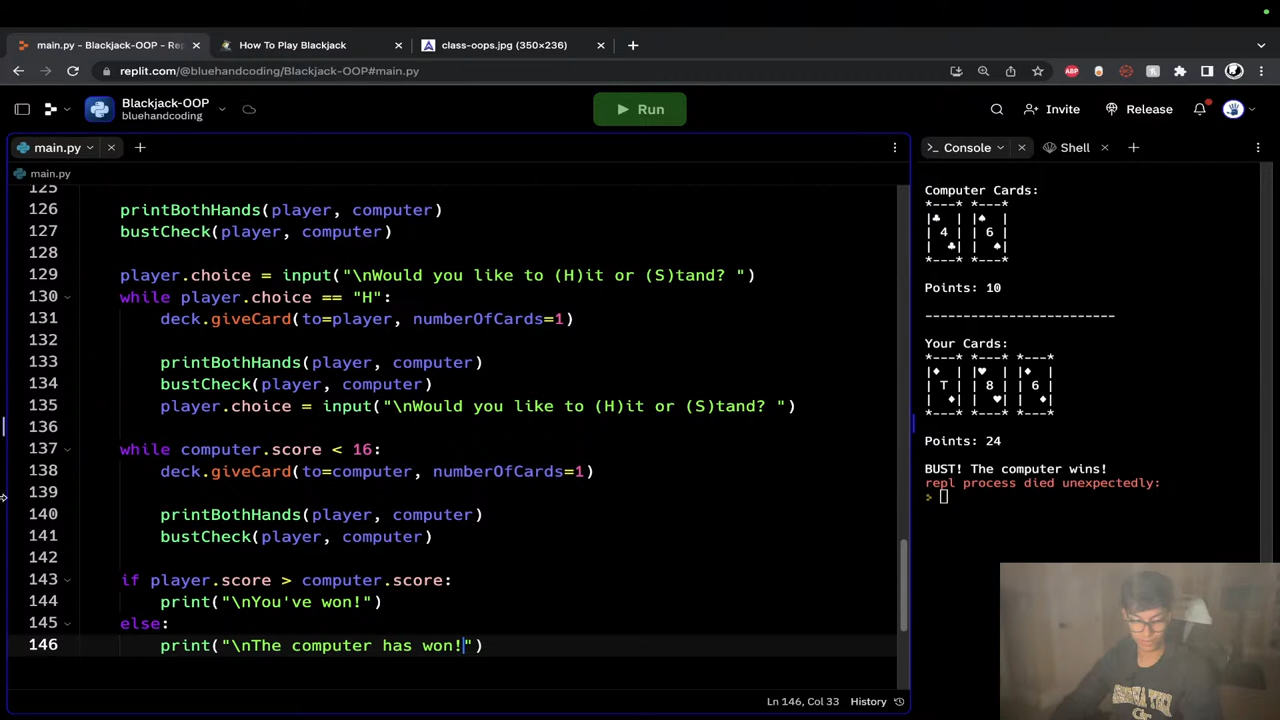 main.py - Blackjack-OOP - Rep
How To Play Blackjack
class-oops.jpg (350×236)
replit.com/@bluehandcoding/Blackjack-OOP#main.py
Blackjack-OOP
bluehandcoding
Run
Invite
Release
main.py
Console
Shell
main.py
125
126 printBothHands(player, computer)
127 bustCheck(player, computer)
128
129 player.choice = input("\nWould you like to (H)it or (S)tand? ")
130 while player.choice == "H":
131 deck.giveCard(to=player, numberOfCards=1)
132
133 printBothHands(player, computer)
134 bustCheck(player, computer)
135 player.choice = input("\nWould you like to (H)it or (S)tand? ")
136
137 while computer.score < 16:
138 deck.giveCard(to=computer, numberOfCards=1)
139
140 printBothHands(player, computer)
141 bustCheck(player, computer)
142
143 if player.score > computer.score:
144 print("\nYou've won!")
145 else:
146 print("\nThe computer has won!")
Ln 146, Col 33 History
Computer Cards:
*---* *---*
|♣ | |♠ |
| 4 | | 6 |
| ♣| | ♠|
*---* *---*
Points: 10
-------------------------
Your Cards:
*---* *---* *---*
|♦ | |♥ | |♦ |
| T | | 8 | | 6 |
| ♦| | ♥| | ♦|
*---* *---* *---*
Points: 24
BUST! The computer wins!
repl process died unexpectedly: